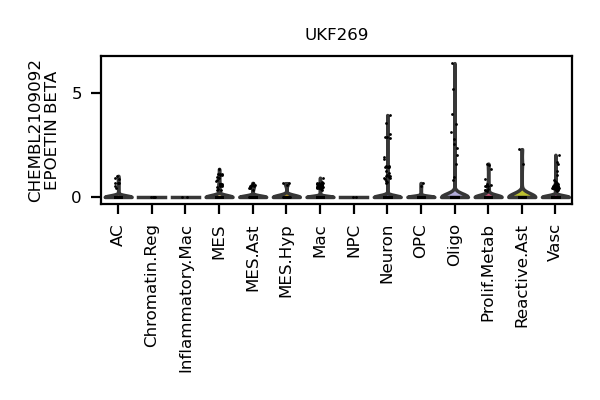 UKF269
CHEMBL2109092
EPOETIN BETA
5
0
AC
Chromatin.Reg
Inflammatory.Mac
MES
MES.Ast
MES.Hyp
Mac
NPC
Neuron
OPC
Oligo
Prolif.Metab
Reactive.Ast
Vasc